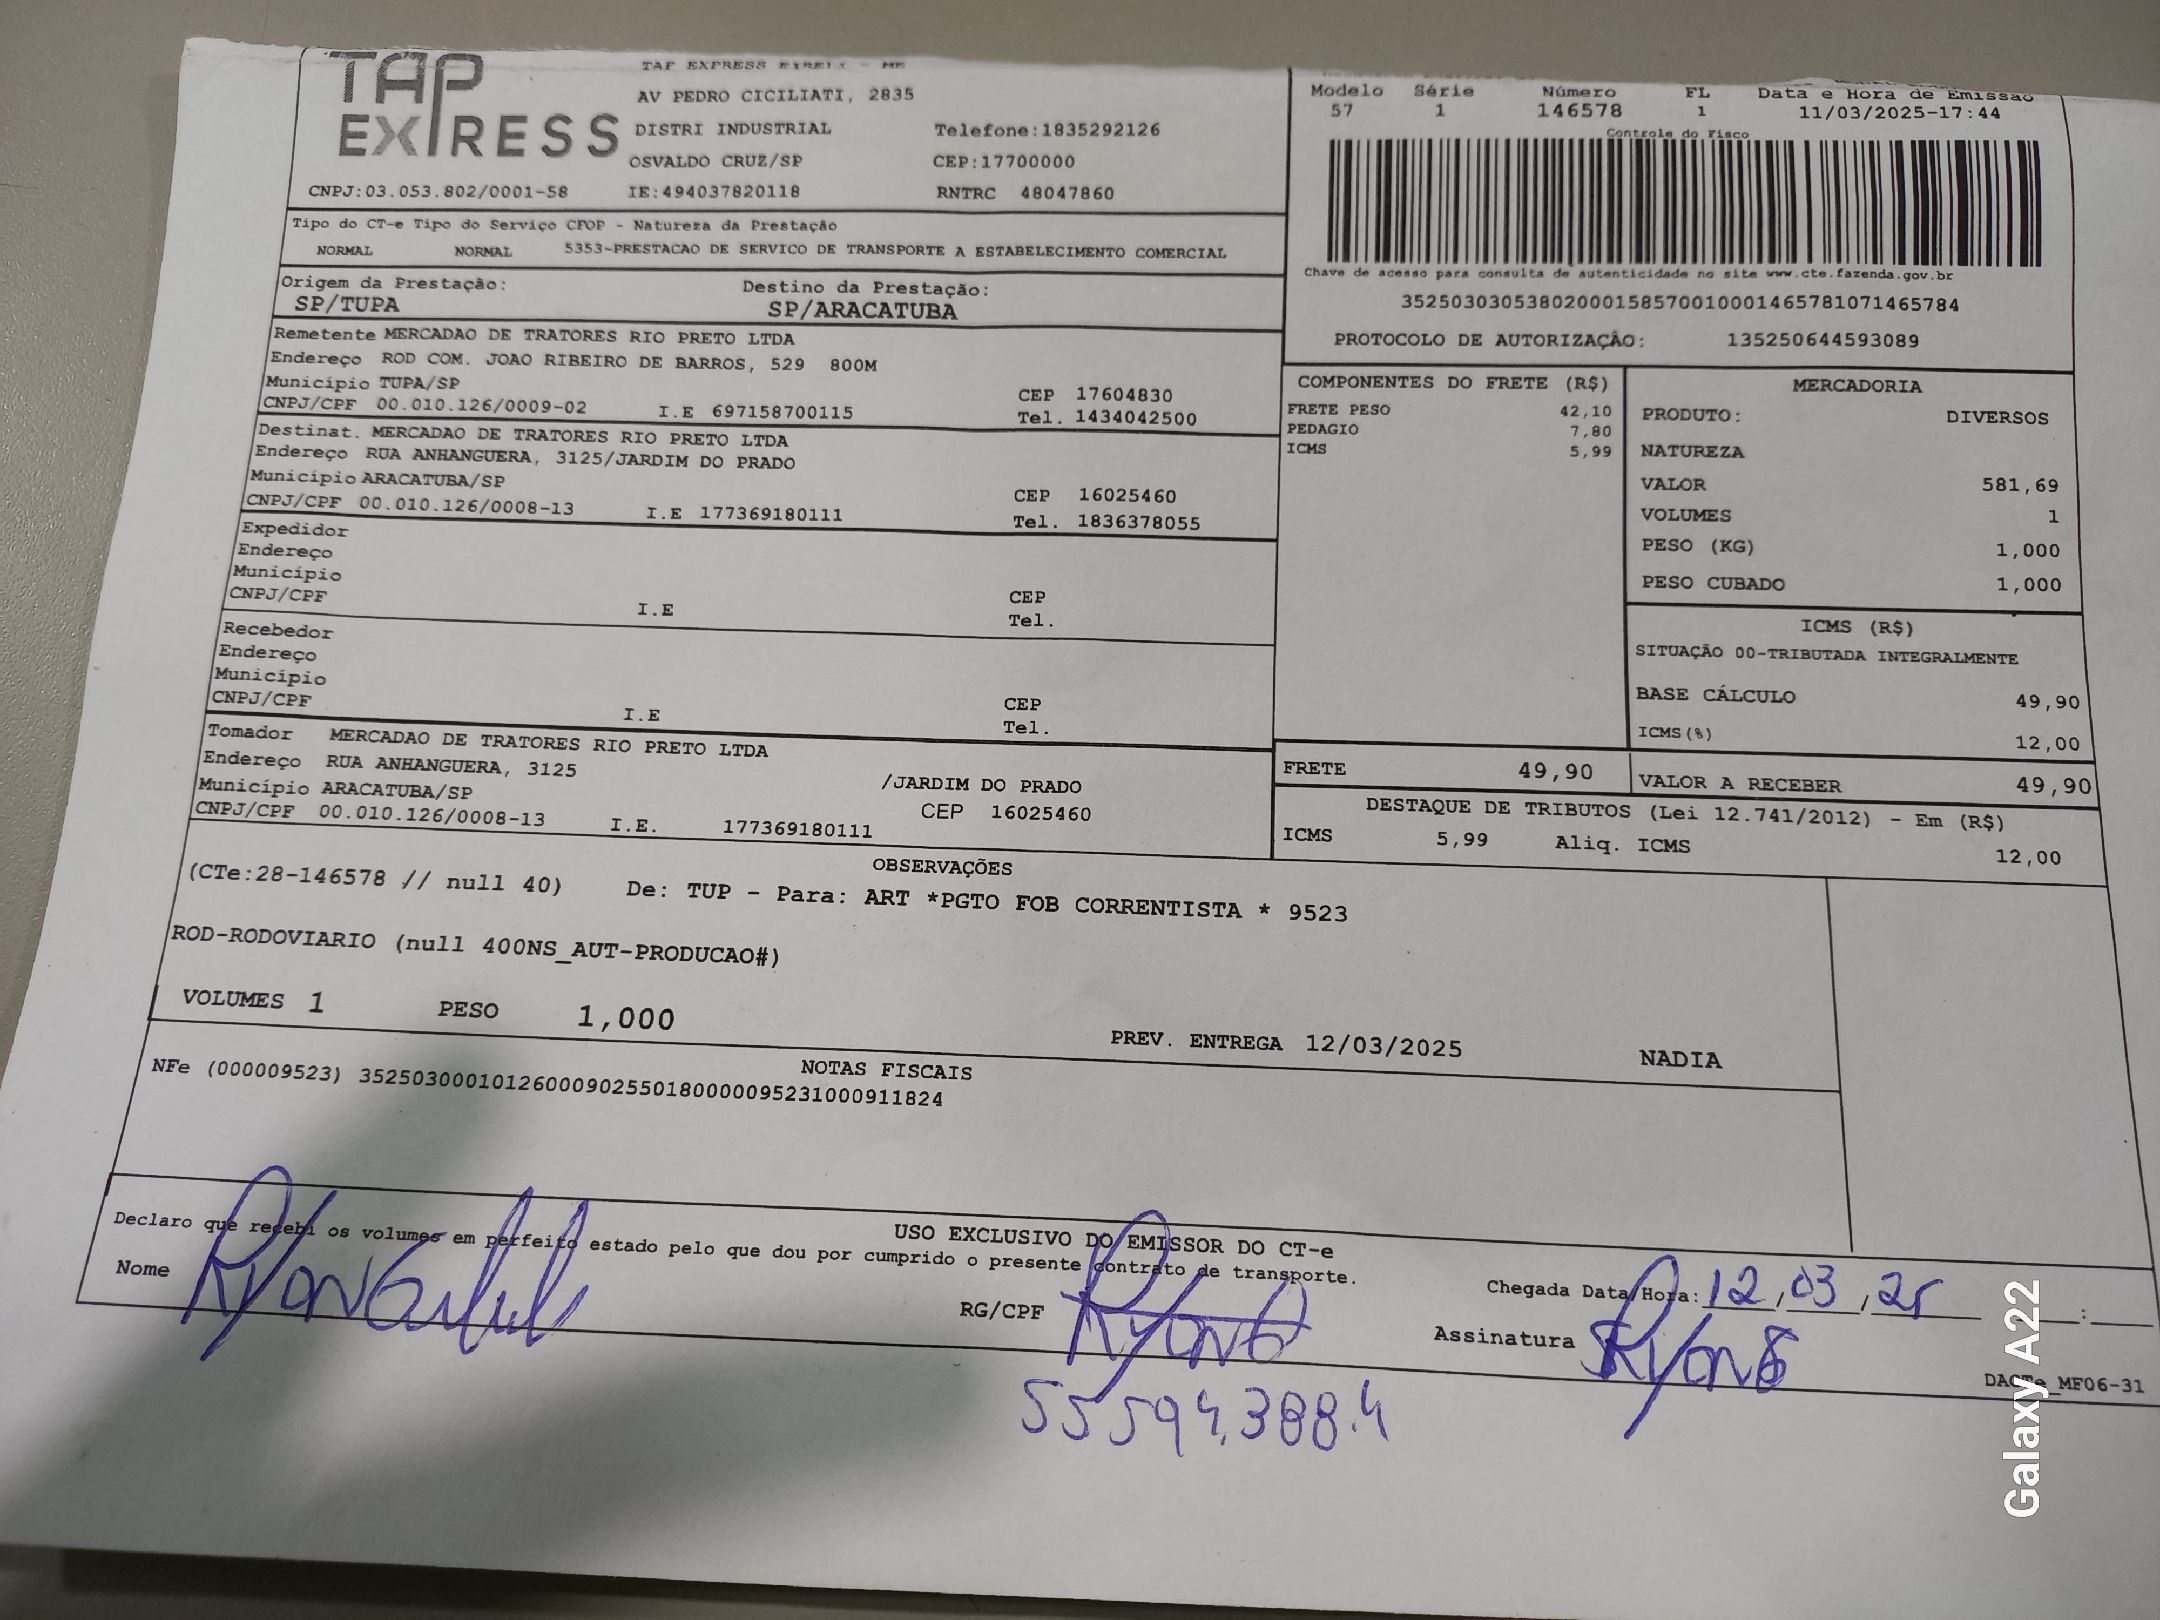 TAP
EXPRESS
TAP EXPRESS EIRELI - ME
AV PEDRO CICILIATI, 2835
DISTRI INDUSTRIAL Telefone:1835292126
OSVALDO CRUZ/SP CEP:17700000
CNPJ:03.053.802/0001-58 IE:494037820118 RNTRC 48047860
Modelo Série Número FL Data e Hora de Emissão
57 1 146578 1 11/03/2025-17:44
Controle do Fisco
Chave de acesso para consulta de autenticidade no site www.cte.fazenda.gov.br
35250303053802000158570010001465781071465784
PROTOCOLO DE AUTORIZAÇÃO: 135250644593089
Tipo do CT-e Tipo do Serviço CFOP - Natureza da Prestação
NORMAL NORMAL 5353-PRESTACAO DE SERVICO DE TRANSPORTE A ESTABELECIMENTO COMERCIAL
Origem da Prestação: Destino da Prestação:
SP/TUPA SP/ARACATUBA
Remetente MERCADAO DE TRATORES RIO PRETO LTDA
Endereço ROD COM. JOAO RIBEIRO DE BARROS, 529 800M
Município TUPA/SP CEP 17604830
CNPJ/CPF 00.010.126/0009-02 I.E 697158700115 Tel. 1434042500
Destinat. MERCADAO DE TRATORES RIO PRETO LTDA
Endereço RUA ANHANGUERA, 3125/JARDIM DO PRADO
Município ARACATUBA/SP CEP 16025460
CNPJ/CPF 00.010.126/0008-13 I.E 177369180111 Tel. 1836378055
Expedidor
Endereço
Município CEP
CNPJ/CPF I.E Tel.
Recebedor
Endereço
Município CEP
CNPJ/CPF I.E Tel.
Tomador MERCADAO DE TRATORES RIO PRETO LTDA
Endereço RUA ANHANGUERA, 3125 /JARDIM DO PRADO
Município ARACATUBA/SP CEP 16025460
CNPJ/CPF 00.010.126/0008-13 I.E. 177369180111
COMPONENTES DO FRETE (R$)
FRETE PESO 42,10
PEDAGIO 7,80
ICMS 5,99
MERCADORIA
PRODUTO: DIVERSOS
NATUREZA
VALOR 581,69
VOLUMES 1
PESO (KG) 1,000
PESO CUBADO 1,000
ICMS (R$)
SITUAÇÃO 00-TRIBUTADA INTEGRALMENTE
BASE CÁLCULO 49,90
ICMS(%) 12,00
FRETE 49,90 VALOR A RECEBER 49,90
DESTAQUE DE TRIBUTOS (Lei 12.741/2012) - Em (R$)
ICMS 5,99 Aliq. ICMS 12,00
OBSERVAÇÕES
(CTe:28-146578 // null 40) De: TUP - Para: ART *PGTO FOB CORRENTISTA * 9523
ROD-RODOVIARIO (null 400NS_AUT-PRODUCAO#)
VOLUMES 1 PESO 1,000 PREV. ENTREGA 12/03/2025 NADIA
NOTAS FISCAIS
NFe (000009523) 35250300010126000902550180000095231000911824
USO EXCLUSIVO DO EMISSOR DO CT-e
Declaro que recebi os volumes em perfeito estado pelo que dou por cumprido o presente contrato de transporte.
Nome RG/CPF Chegada Data/Hora: 12,03,25 :
Assinatura
55594.388.4
DACTe_MF06-31
Galaxy A22